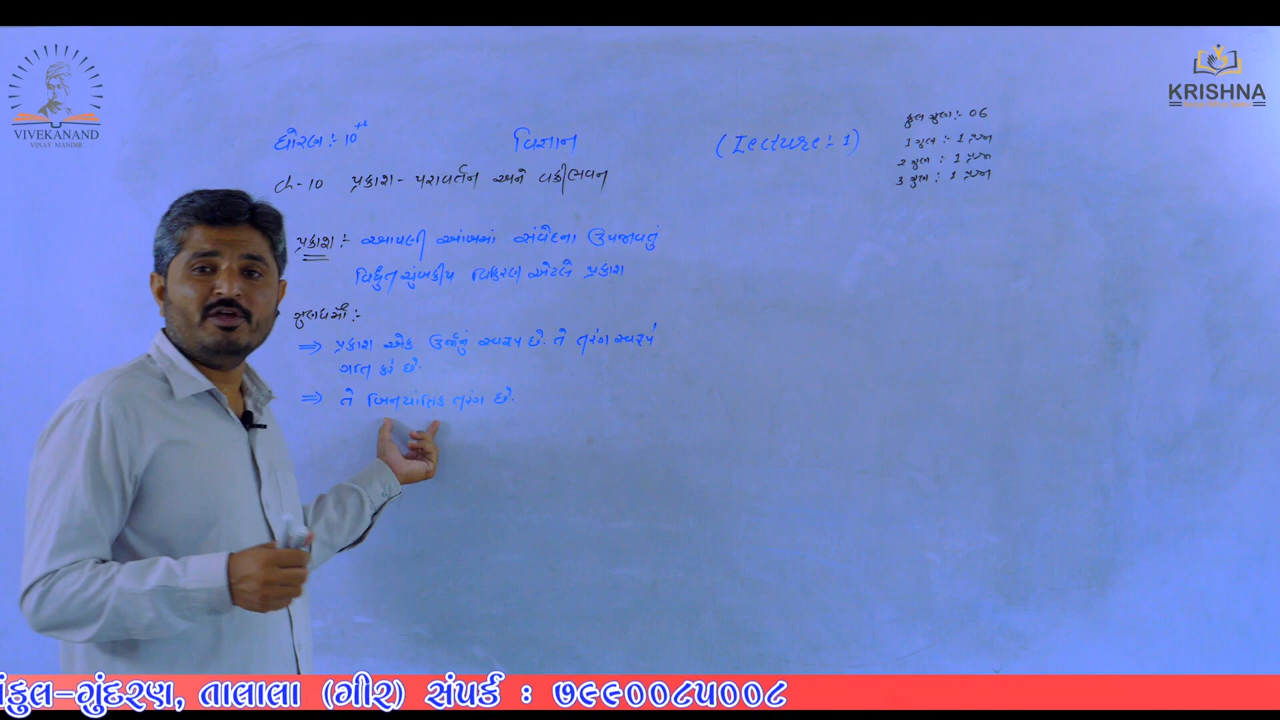 VIVEKANAND
VINAY MANDIR
KRISHNA
ધોરણ :- 10
વિજ્ઞાન
(Lecture :- 1)
કુલ ગુણ :- 06
1 ગુણ : 1 પ્રશ્ન
2 ગુણ : 1 પ્રશ્ન
3 ગુણ : 1 પ્રશ્ન
Ch-10 પ્રકાશ - પરાવર્તન અને વક્રીભવન
પ્રકાશ :- આપણી આંખમાં સંવેદના ઉપજાવતું
વિદ્યુતચુંબકીય વિકિરણ એટલે પ્રકાશ
ગુણધર્મો :-
⇒ પ્રકાશ એક ઉર્જાનું સ્વરૂપ છે. તે તરંગ સ્વરૂપે
ગતિ કરે છે.
⇒ તે બિનયાંત્રિક તરંગ છે.
સંકુલ-ગુંદરણ, તાલાલા (ગીર) સંપર્ક : ૭૯૯૦૦૮૫૦૦૮